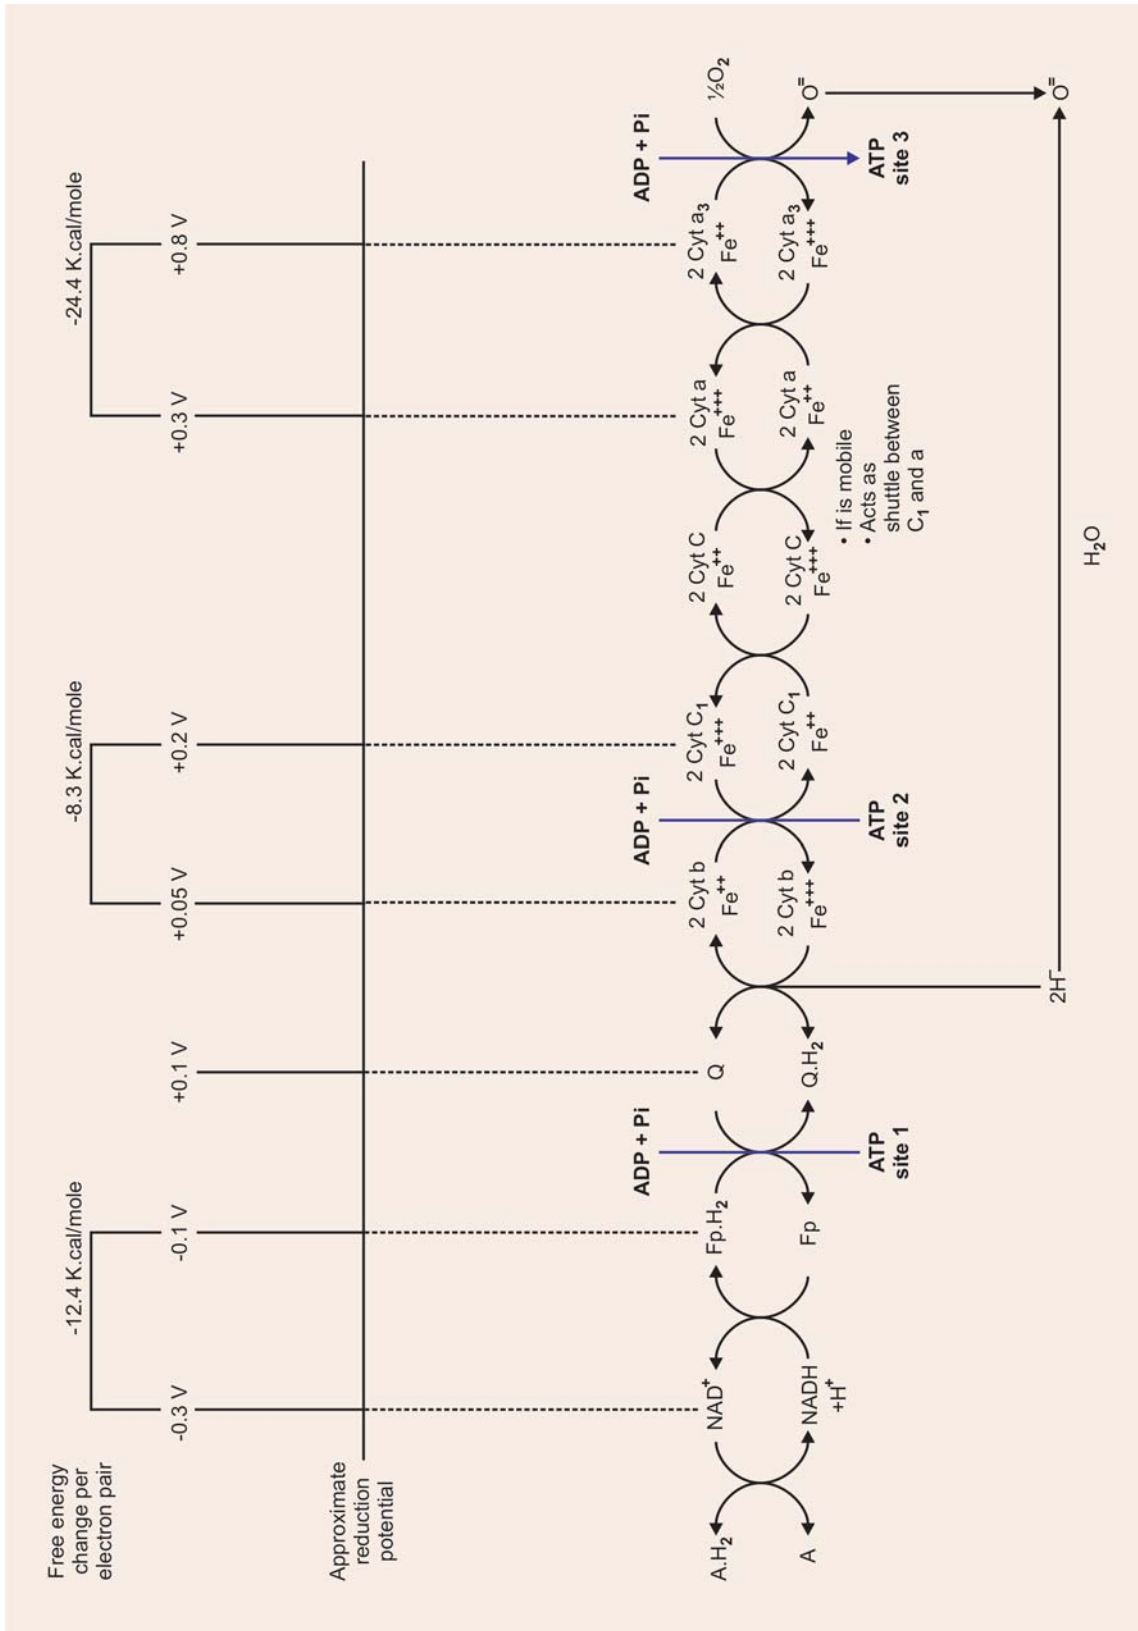 Free energy
change per
electron pair
-12.4 K.cal/mole
-8.3 K.cal/mole
-24.4 K.cal/mole
-0.3 V
-0.1 V
+0.1 V
+0.05 V
+0.2 V
+0.3 V
+0.8 V
Approximate
reduction
potential
ADP + Pi
ADP + Pi
ADP + Pi
A.H₂
NAD⁺
Fp.H₂
Q
2 Cyt b
Fe⁺⁺
2 Cyt C₁
Fe⁺⁺⁺
2 Cyt C
Fe⁺⁺
2 Cyt a
Fe⁺⁺⁺
2 Cyt a₃
Fe⁺⁺
½O₂
A
NADH
+H⁺
Fp
Q.H₂
2 Cyt b
Fe⁺⁺⁺
2 Cyt C₁
Fe⁺⁺
2 Cyt C
Fe⁺⁺⁺
2 Cyt a
Fe⁺⁺
2 Cyt a₃
Fe⁺⁺⁺
O⁼
ATP
site 1
ATP
site 2
ATP
site 3
• If is mobile
• Acts as
shuttle between
C₁ and a
2H⁻
O⁼
H₂O